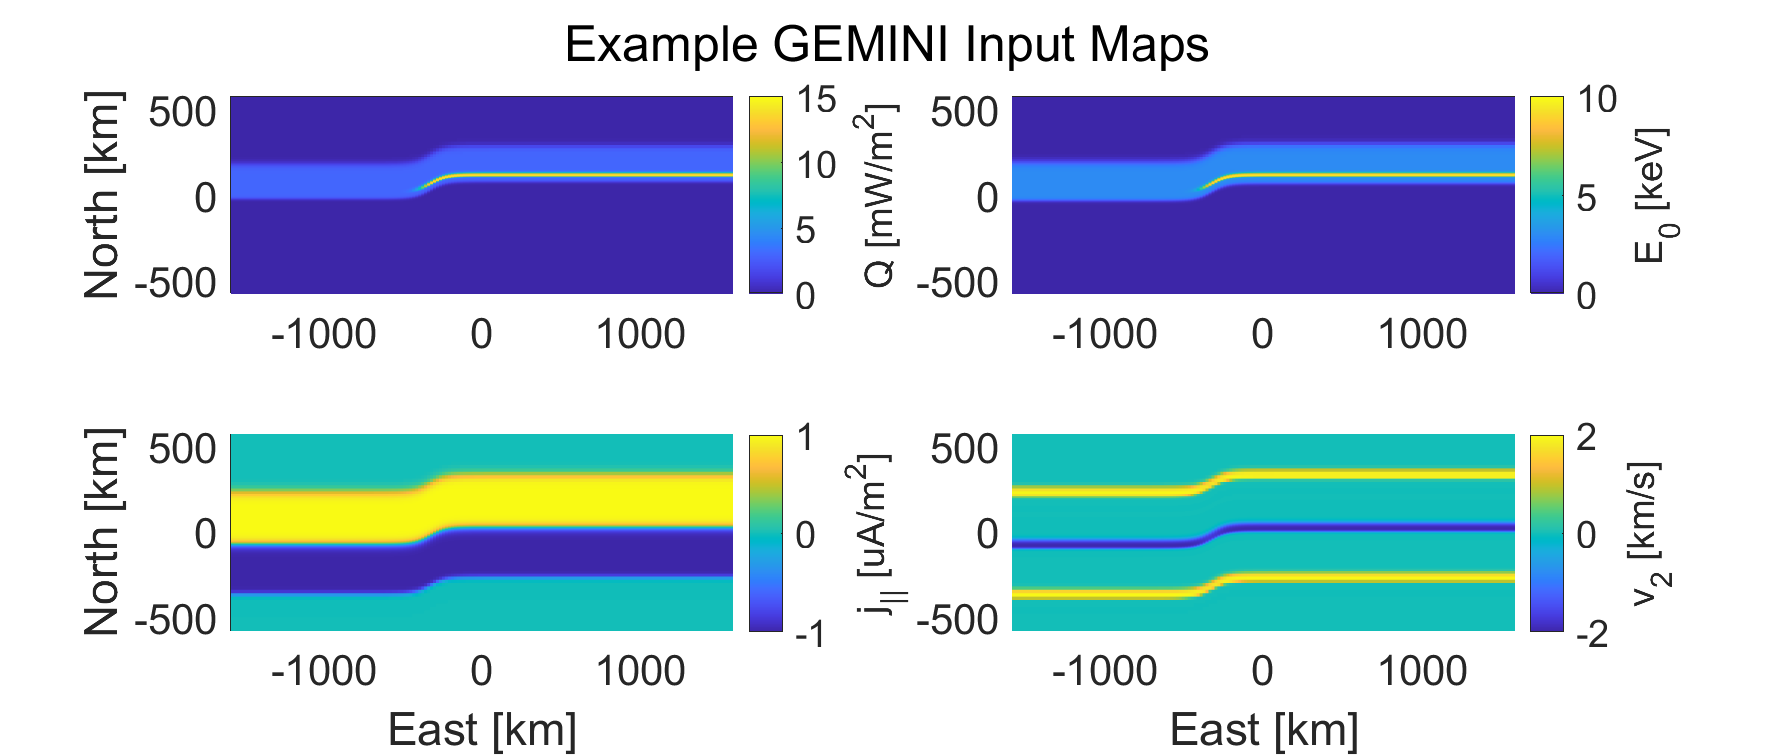 Example GEMINI Input Maps
North [km]
500
0
-500
-1000 0 1000
15
10
5
0
Q [mW/m²]
500
0
-500
-1000 0 1000
10
5
0
E₀ [keV]
North [km]
500
0
-500
-1000 0 1000
East [km]
1
0
-1
j|| [uA/m²]
500
0
-500
-1000 0 1000
East [km]
2
0
-2
v₂ [km/s]